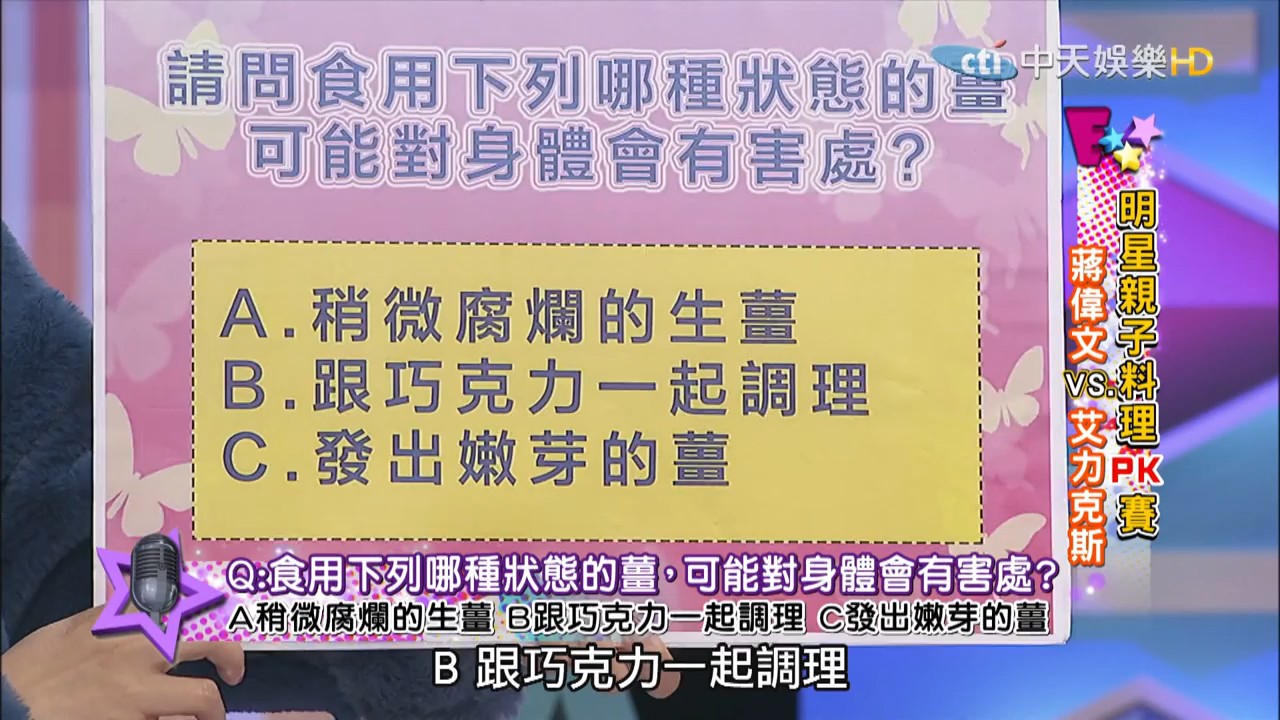 請問食用下列哪種狀態的薑
可能對身體會有害處?
A.稍微腐爛的生薑
B.跟巧克力一起調理
C.發出嫩芽的薑
cti 中天娛樂HD
E
明星親子料理PK賽
蔣偉文 VS. 艾力克斯
Q:食用下列哪種狀態的薑,可能對身體會有害處?
A稍微腐爛的生薑 B跟巧克力一起調理 C發出嫩芽的薑
B 跟巧克力一起調理